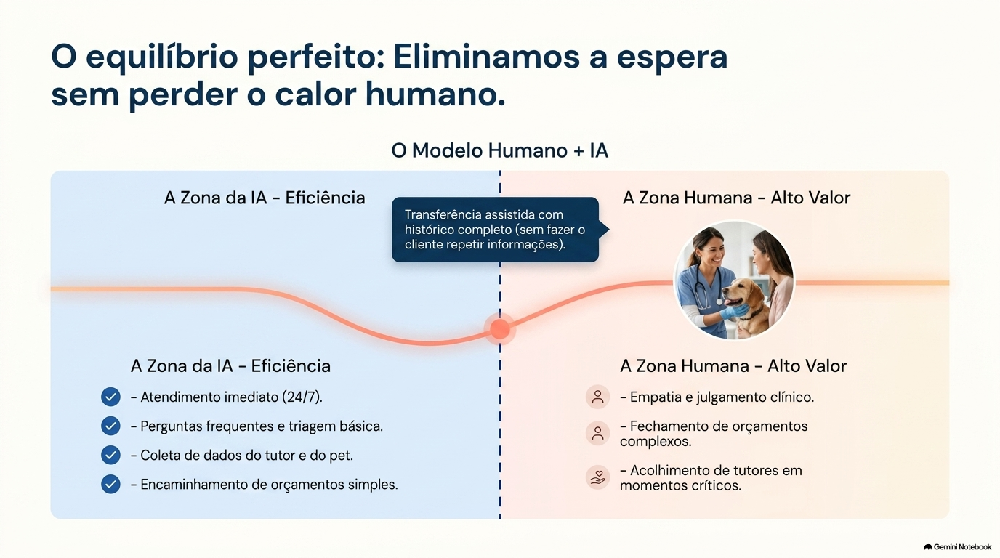 O equilíbrio perfeito: Eliminamos a espera
sem perder o calor humano.
O Modelo Humano + IA
A Zona da IA – Eficiência
Transferência assistida com
histórico completo (sem fazer o
cliente repetir informações).
A Zona Humana – Alto Valor
A Zona da IA – Eficiência
– Atendimento imediato (24/7).
– Perguntas frequentes e triagem básica.
– Coleta de dados do tutor e do pet.
– Encaminhamento de orçamentos simples.
A Zona Humana – Alto Valor
– Empatia e julgamento clínico.
– Fechamento de orçamentos
complexos.
– Acolhimento de tutores em
momentos críticos.
Gemini Notebook